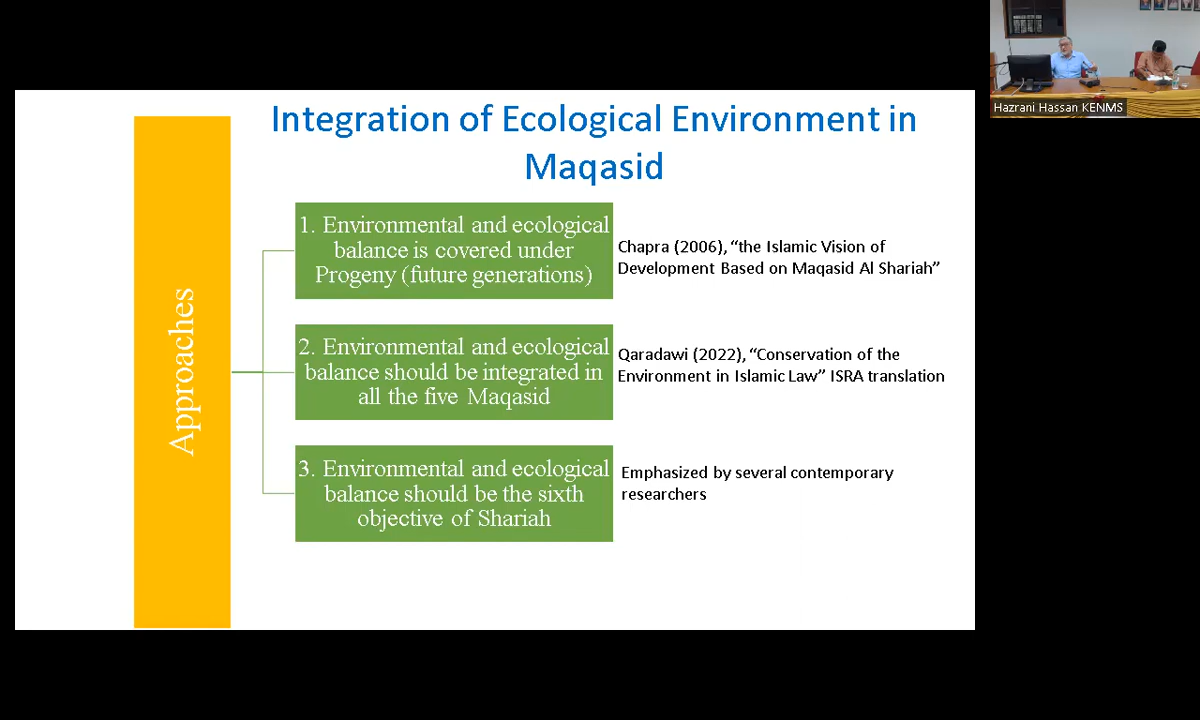 Integration of Ecological Environment in
Maqasid
Approaches
1. Environmental and ecological
balance is covered under
Progeny (future generations)
Chapra (2006), “the Islamic Vision of
Development Based on Maqasid Al Shariah”
2. Environmental and ecological
balance should be integrated in
all the five Maqasid
Qaradawi (2022), “Conservation of the
Environment in Islamic Law” ISRA translation
3. Environmental and ecological
balance should be the sixth
objective of Shariah
Emphasized by several contemporary
researchers
Hazrani Hassan KENMS